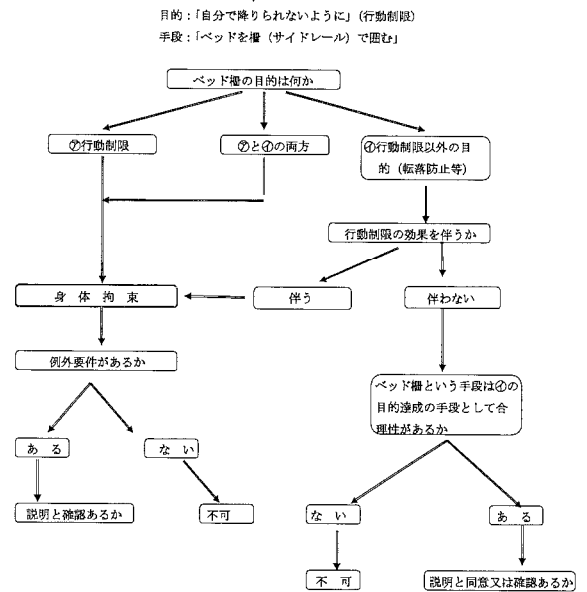 目的：「自分で降りられないように」（行動制限）
手段：「ベッドを柵（サイドレール）で囲む」
ベッド柵の目的は何か
㋐行動制限
㋐と㋑の両方
㋑行動制限以外の目
的（転落防止等）
行動制限の効果を伴うか
身　体　拘　束
伴う
伴わない
例外要件があるか
ベッド柵という手段は㋑の
目的達成の手段として合
理性があるか
あ　る
な　い
説明と確認あるか
不可
な　い
あ　る
不　可
説明と同意又は確認あるか